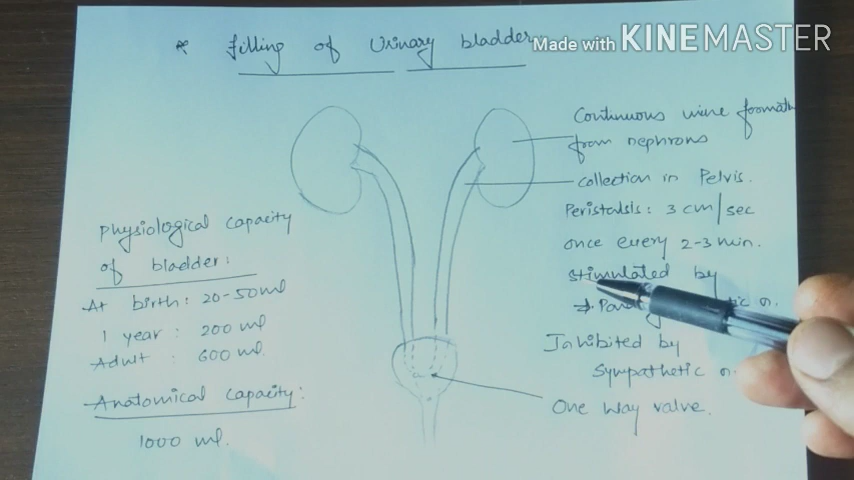 * Filling of Urinary bladder.
Made with KINEMASTER
Continuous urine format
from nephrons
collection in Pelvis.
Peristalsis: 3 cm/sec
once every 2-3 min.
stimulated by
n.
Inhibited by
Sympathetic n.
One way valve.
Physiological Capacity
of bladder:
At birth: 20-50 ml
1 year : 200 ml
Adult : 600 ml.
Anatomical Capacity:
1000 ml.